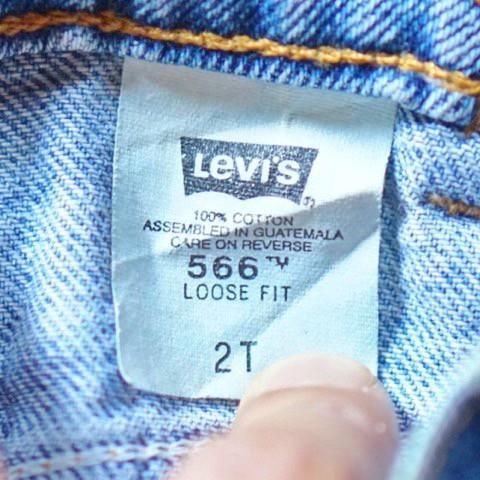 Levi's
100% COTTON
ASSEMBLED IN GUATEMALA
CARE ON REVERSE
566™
LOOSE FIT
2T